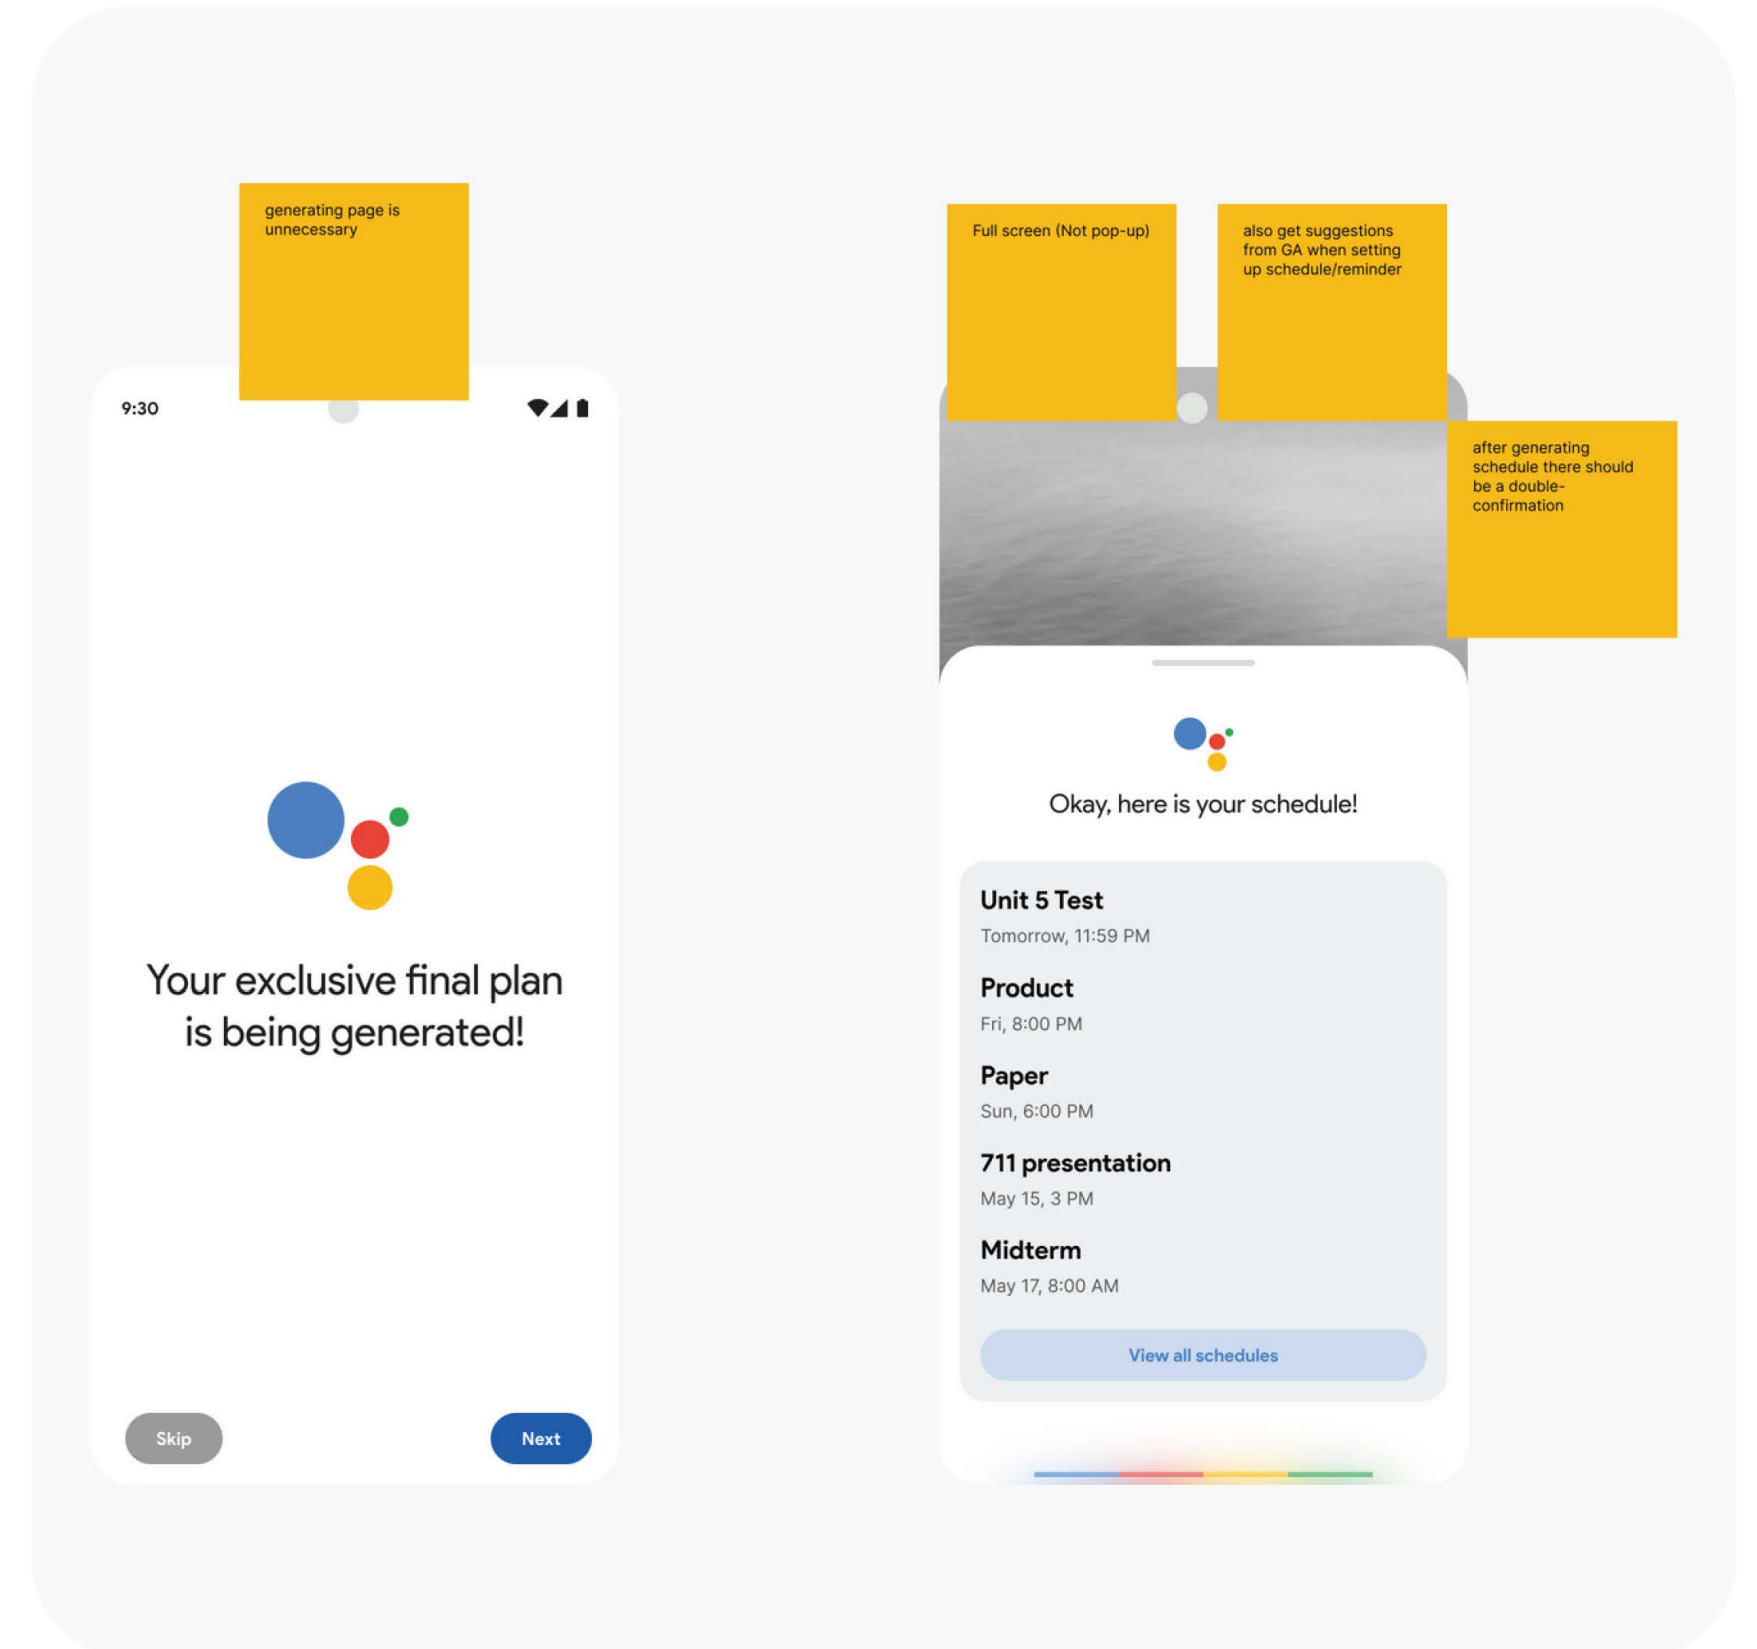 generating page is
unnecessary
9:30
Your exclusive final plan
is being generated!
Skip
Next
Full screen (Not pop-up)
also get suggestions
from GA when setting
up schedule/reminder
after generating
schedule there should
be a double-
confirmation
Okay, here is your schedule!
Unit 5 Test
Tomorrow, 11:59 PM
Product
Fri, 8:00 PM
Paper
Sun, 6:00 PM
711 presentation
May 15, 3 PM
Midterm
May 17, 8:00 AM
View all schedules